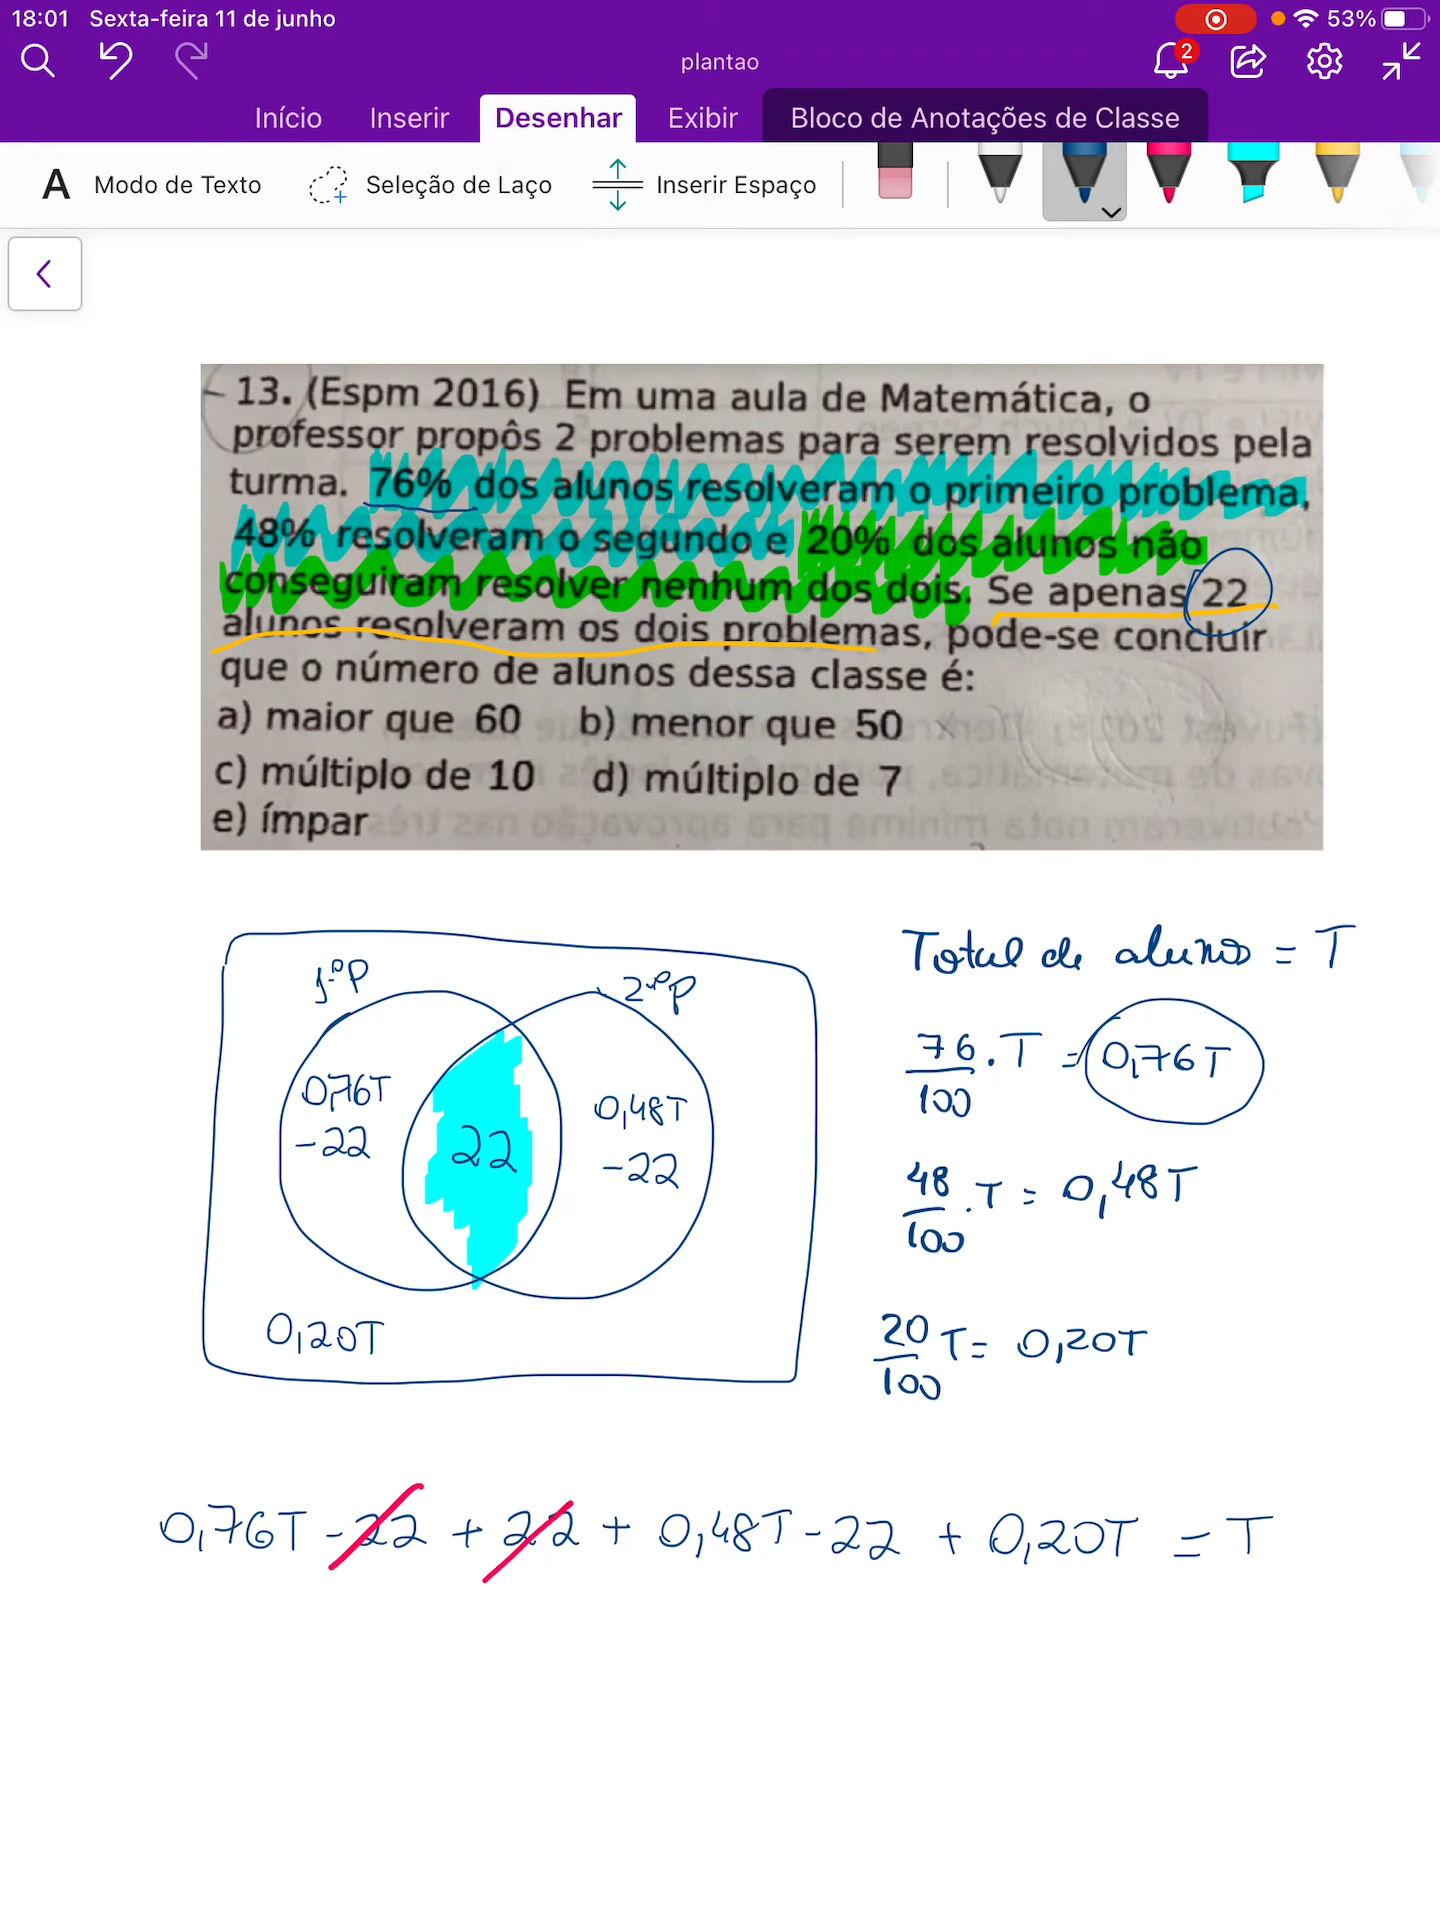 18:01 Sexta-feira 11 de junho 53%
plantao 2
Início Inserir Desenhar Exibir Bloco de Anotações de Classe
A Modo de Texto Seleção de Laço Inserir Espaço
13. (Espm 2016) Em uma aula de Matemática, o
professor propôs 2 problemas para serem resolvidos pela
turma. 76% dos alunos resolveram o primeiro problema,
48% resolveram o segundo e 20% dos alunos não
conseguiram resolver nenhum dos dois. Se apenas 22
alunos resolveram os dois problemas, pode-se concluir
que o número de alunos dessa classe é:
a) maior que 60 b) menor que 50
c) múltiplo de 10 d) múltiplo de 7
e) ímpar
1.º P 2.º P
0,76T
-22
22
0,48T
-22
0,20T
Total de alunos = T
76/100 . T = 0,76T
48/100 . T = 0,48T
20/100 T = 0,20T
0,76T - 22 + 22 + 0,48T - 22 + 0,20T = T